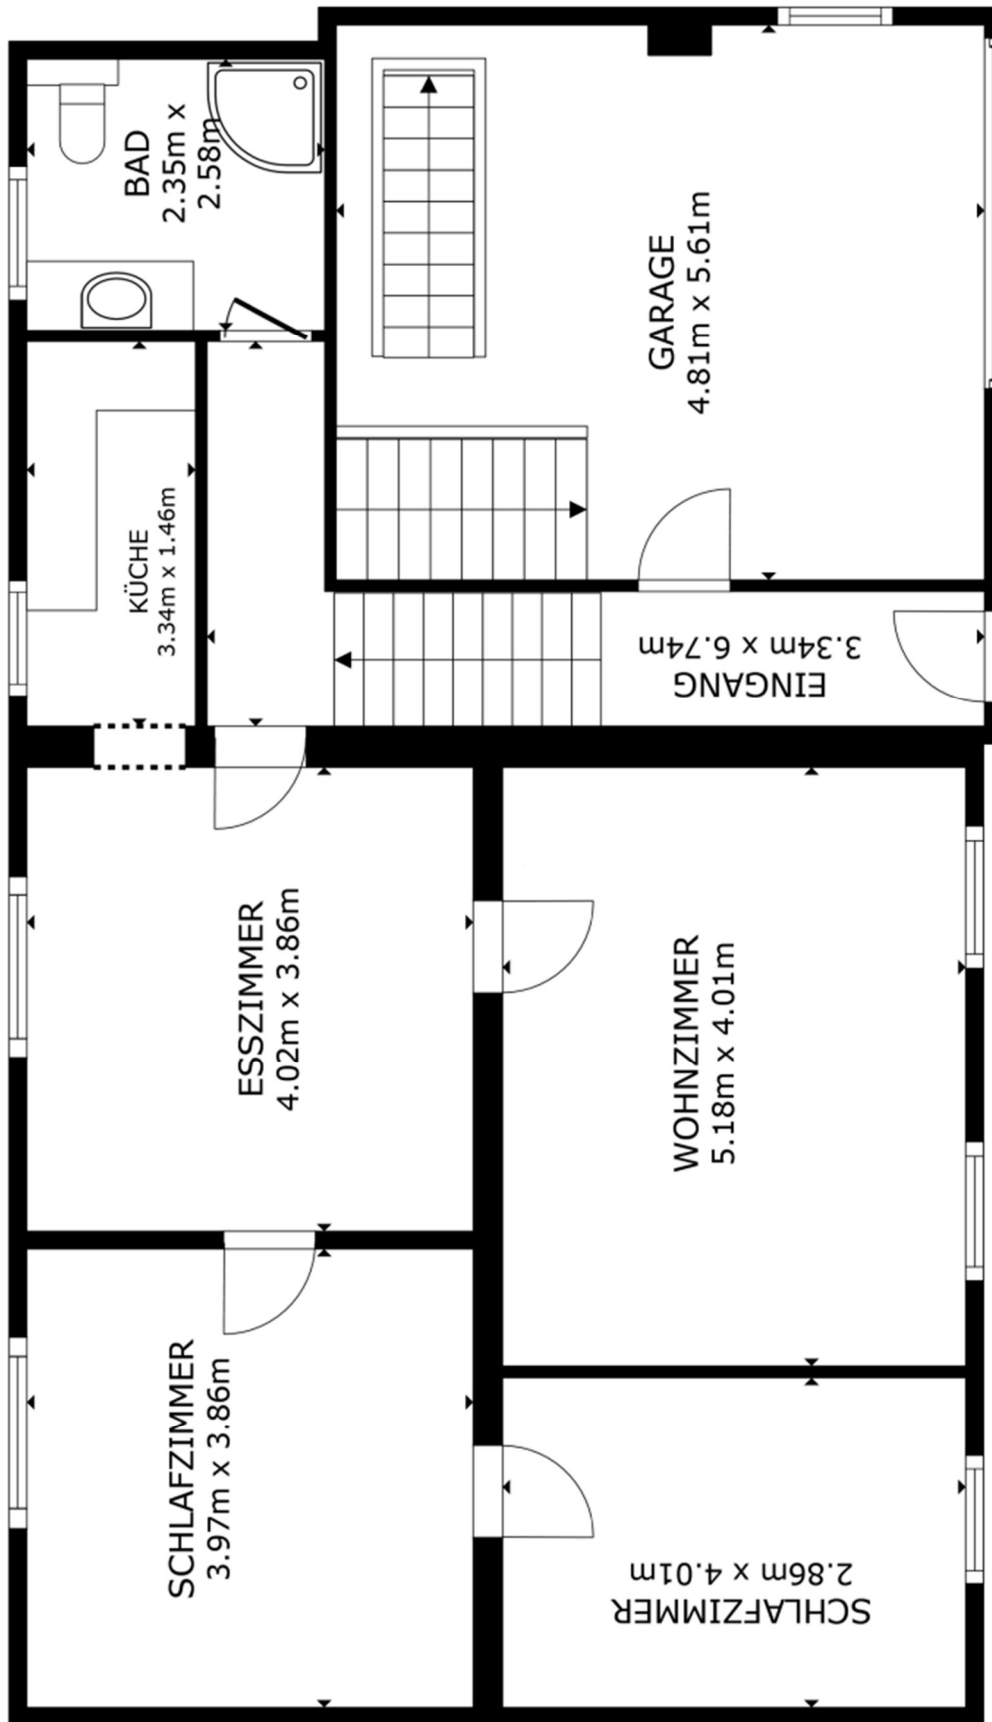 BAD
2.35m x
2.58m
GARAGE
4.81m x 5.61m
KÜCHE
3.34m x 1.46m
EINGANG
3.34m x 6.74m
ESSZIMMER
4.02m x 3.86m
WOHNZIMMER
5.18m x 4.01m
SCHLAFZIMMER
3.97m x 3.86m
SCHLAFZIMMER
2.86m x 4.01m